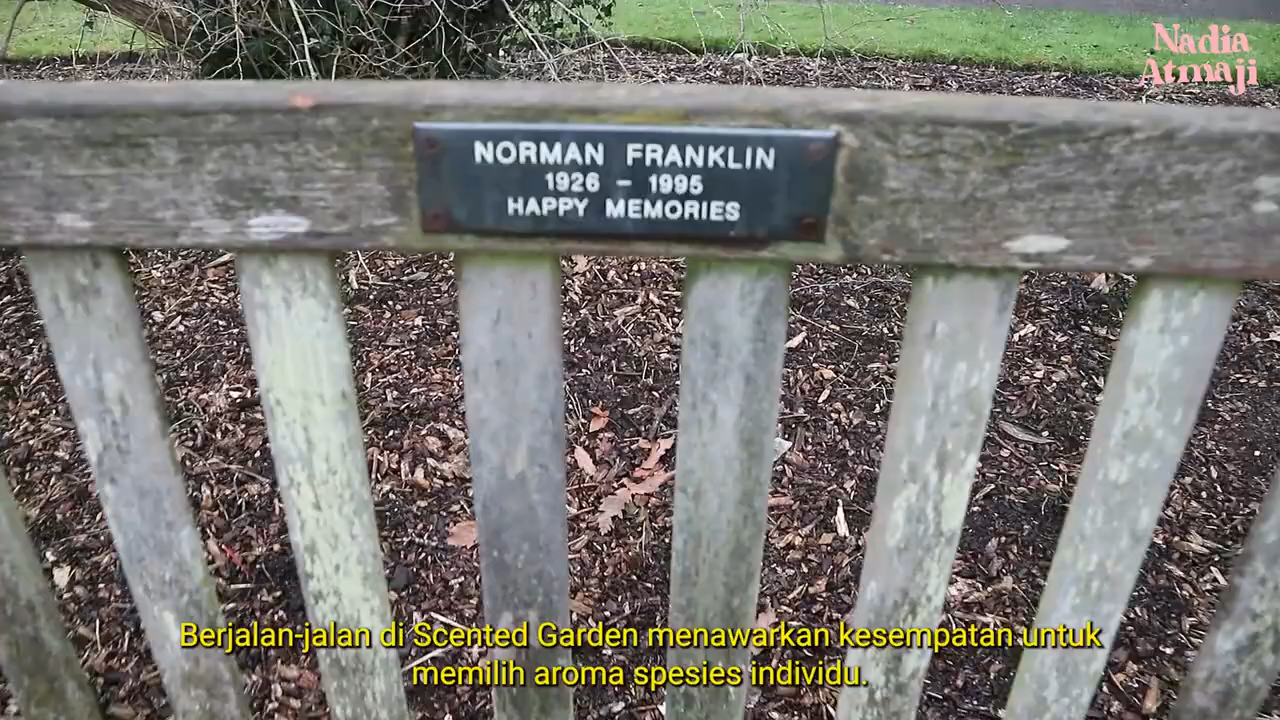 Nadia
Atmaji
NORMAN FRANKLIN
1926 – 1995
HAPPY MEMORIES
Berjalan-jalan di Scented Garden menawarkan kesempatan untuk
memilih aroma spesies individu.